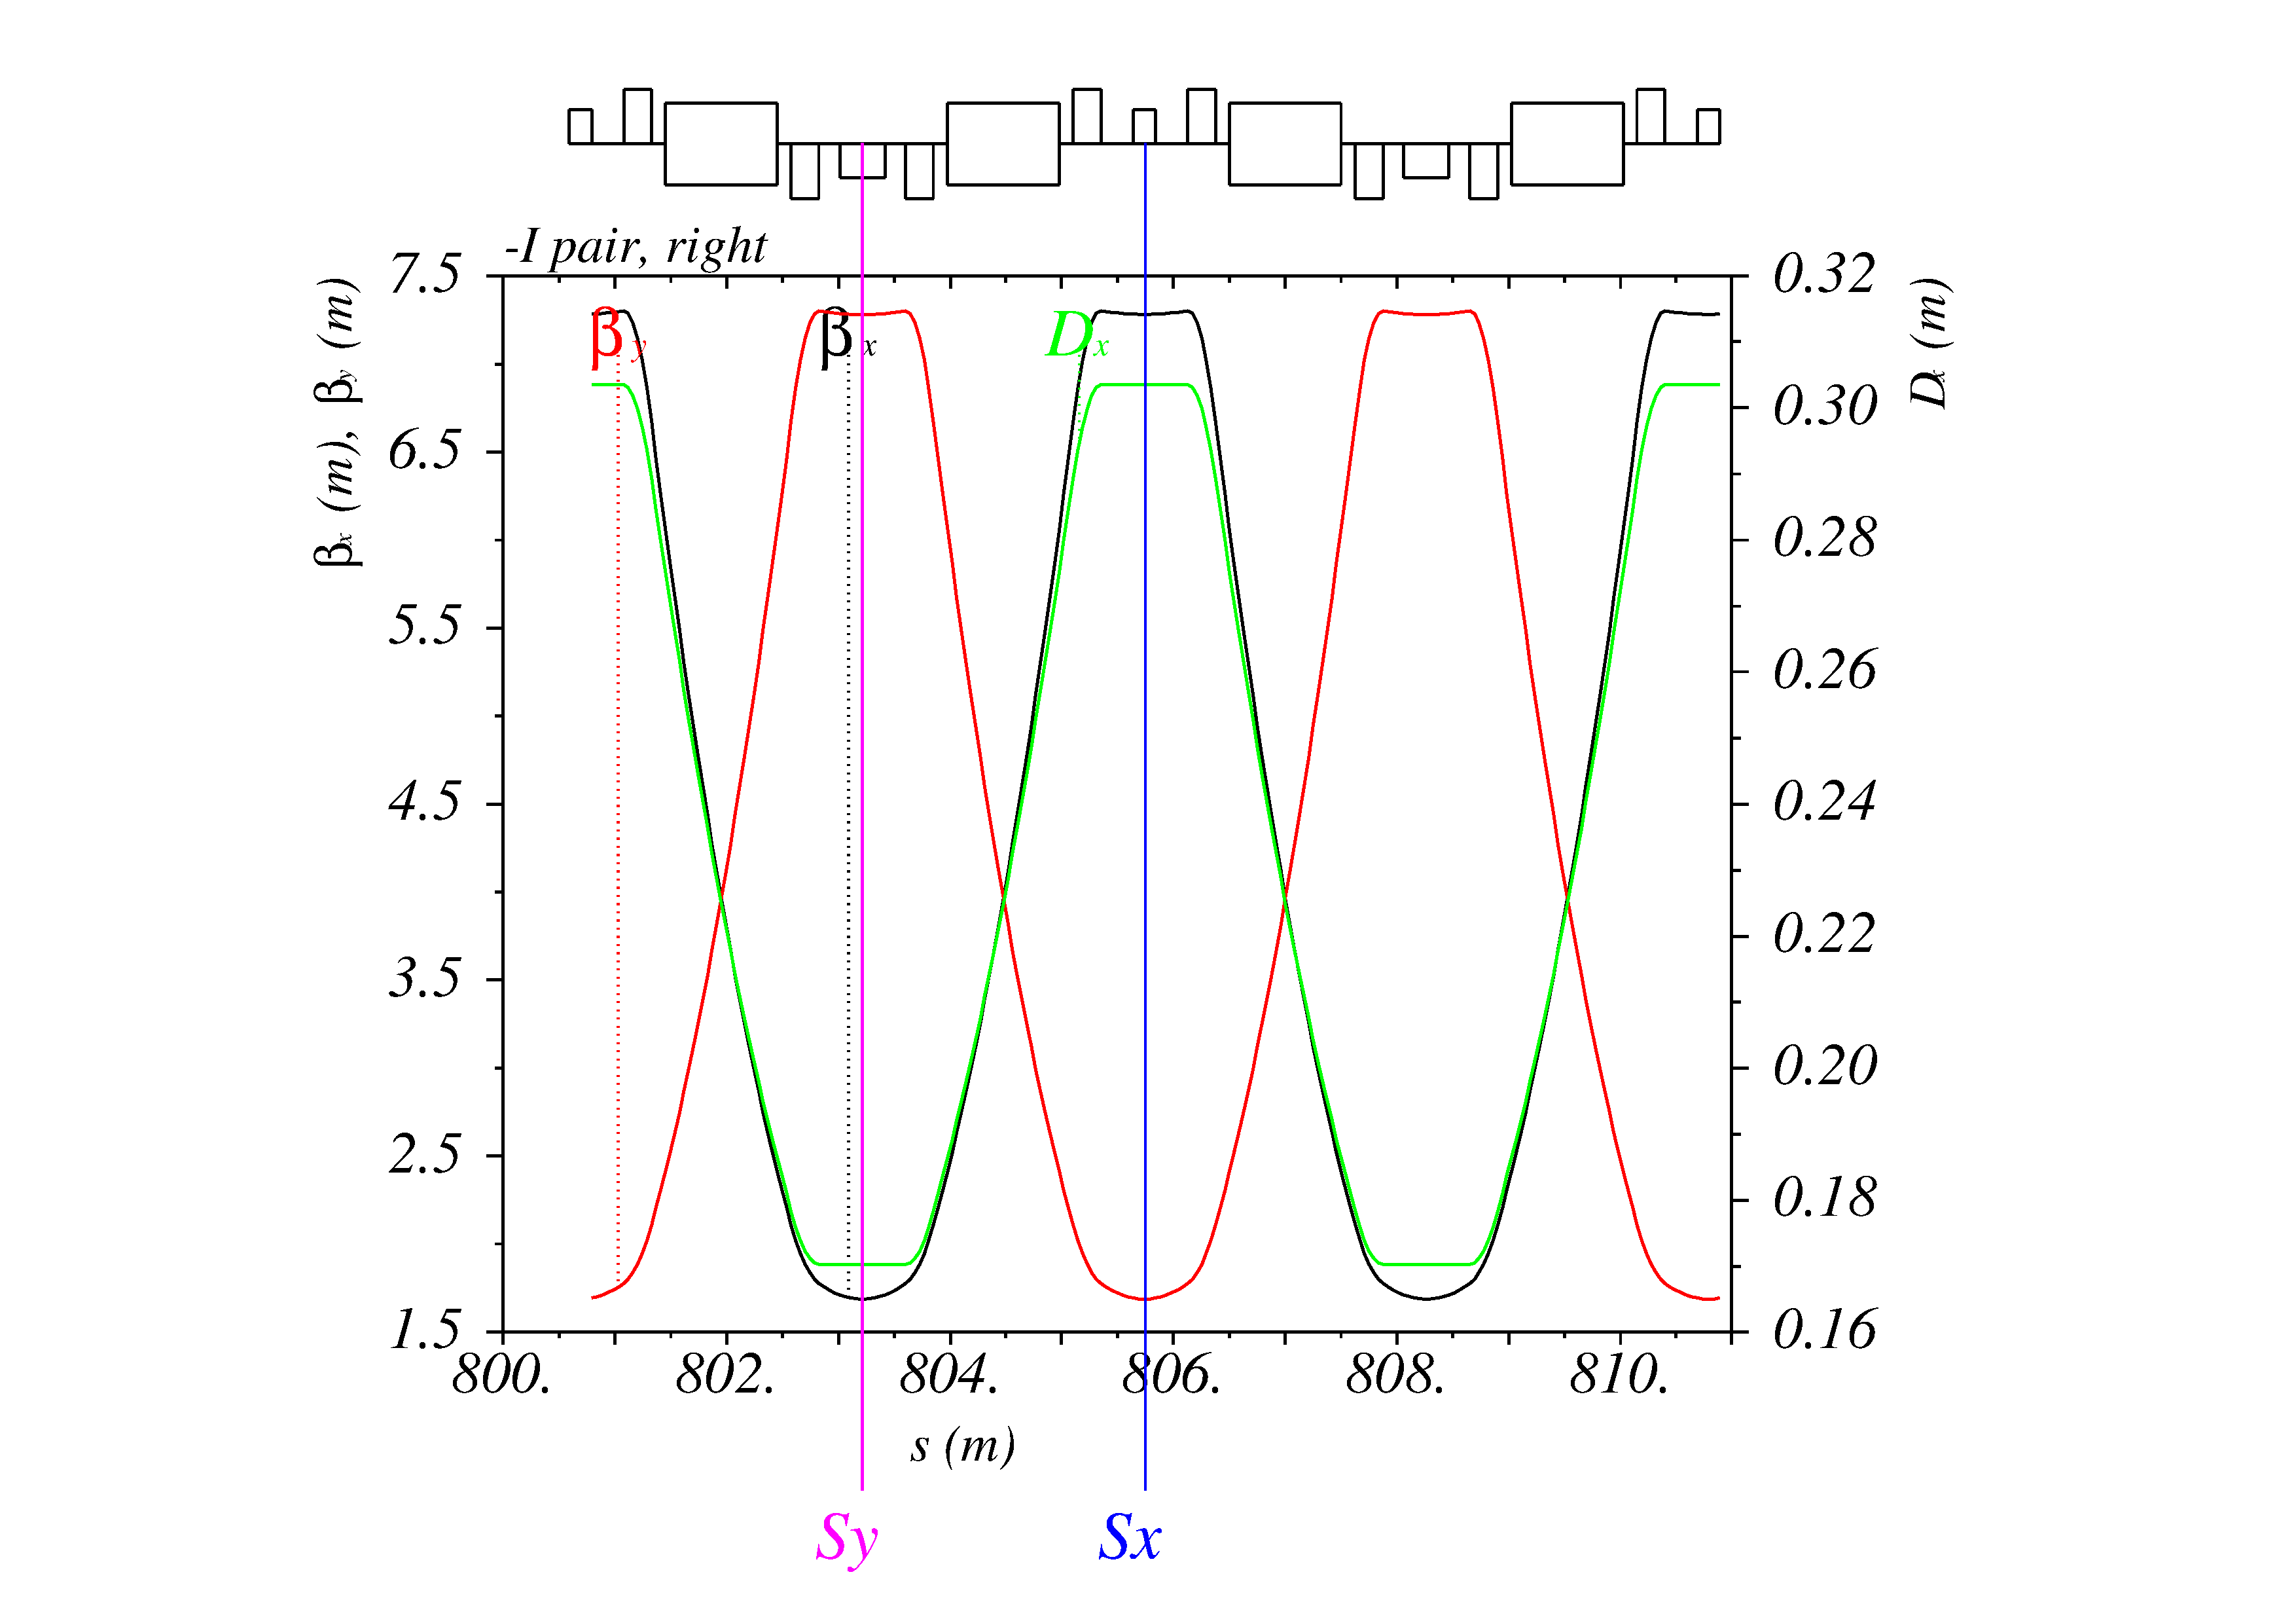 -I pair, right
7.5
6.5
5.5
4.5
3.5
2.5
1.5
βx (m), βy (m)
βy
βx
Dx
0.32
0.30
0.28
0.26
0.24
0.22
0.20
0.18
0.16
Dx (m)
800. 802. 804. 806. 808. 810.
s (m)
Sy Sx